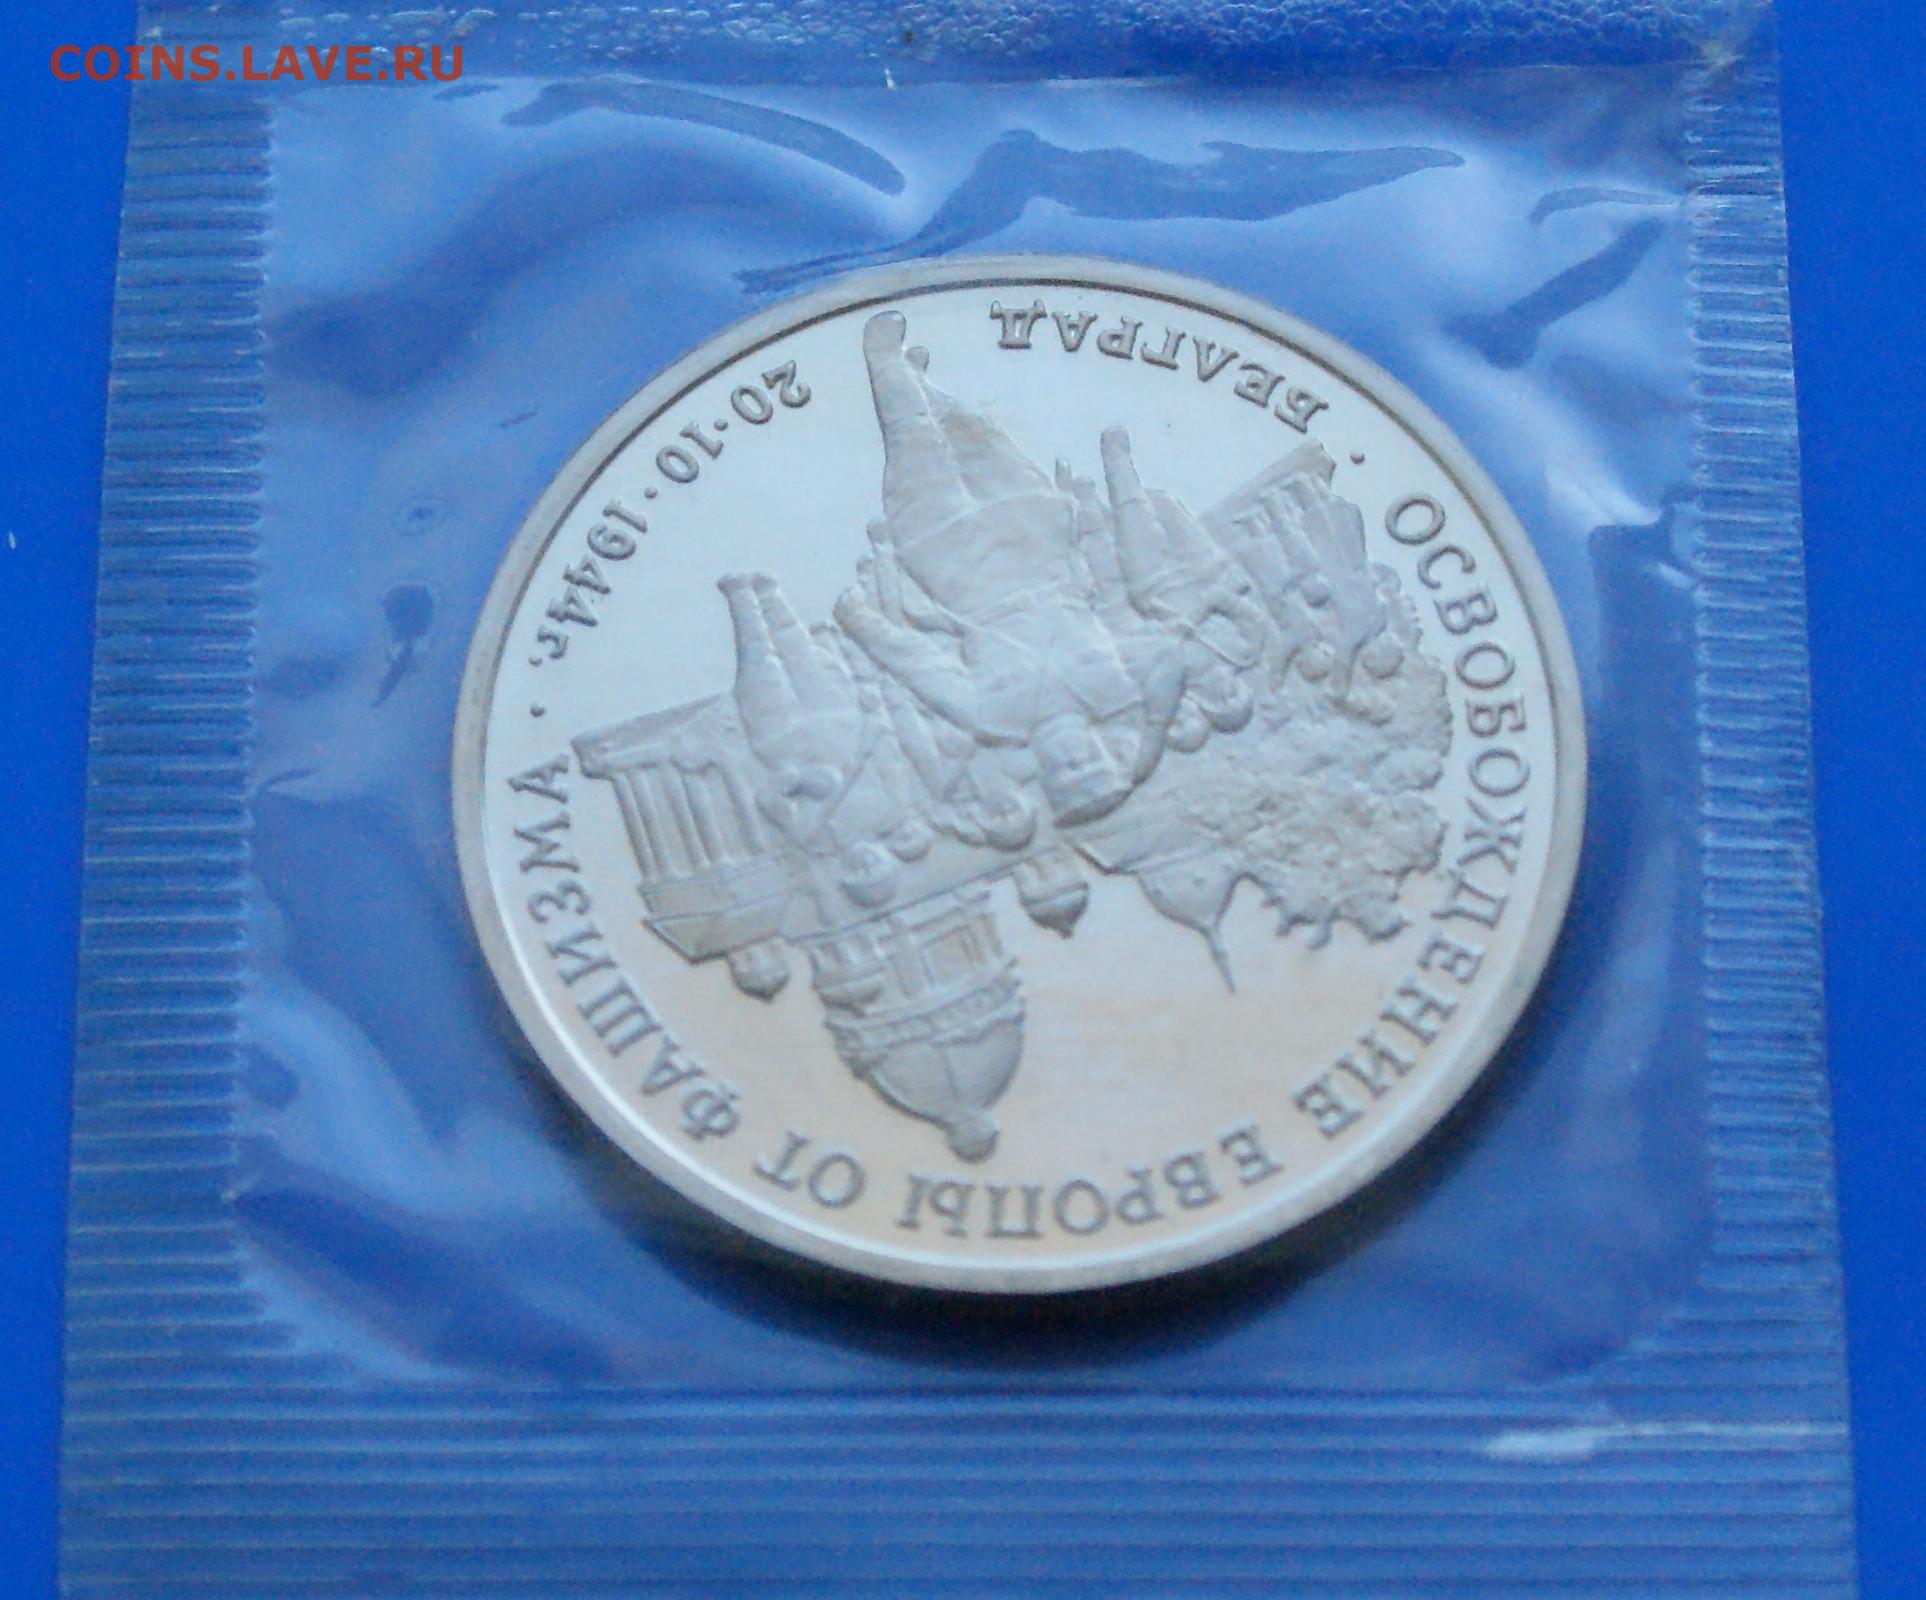 COINS.LAVE.RU
ОСВОБОЖДЕНИЕ ЕВРОПЫ ОТ ФАШИЗМА
20·10·1944г.
БЕЛГРАД